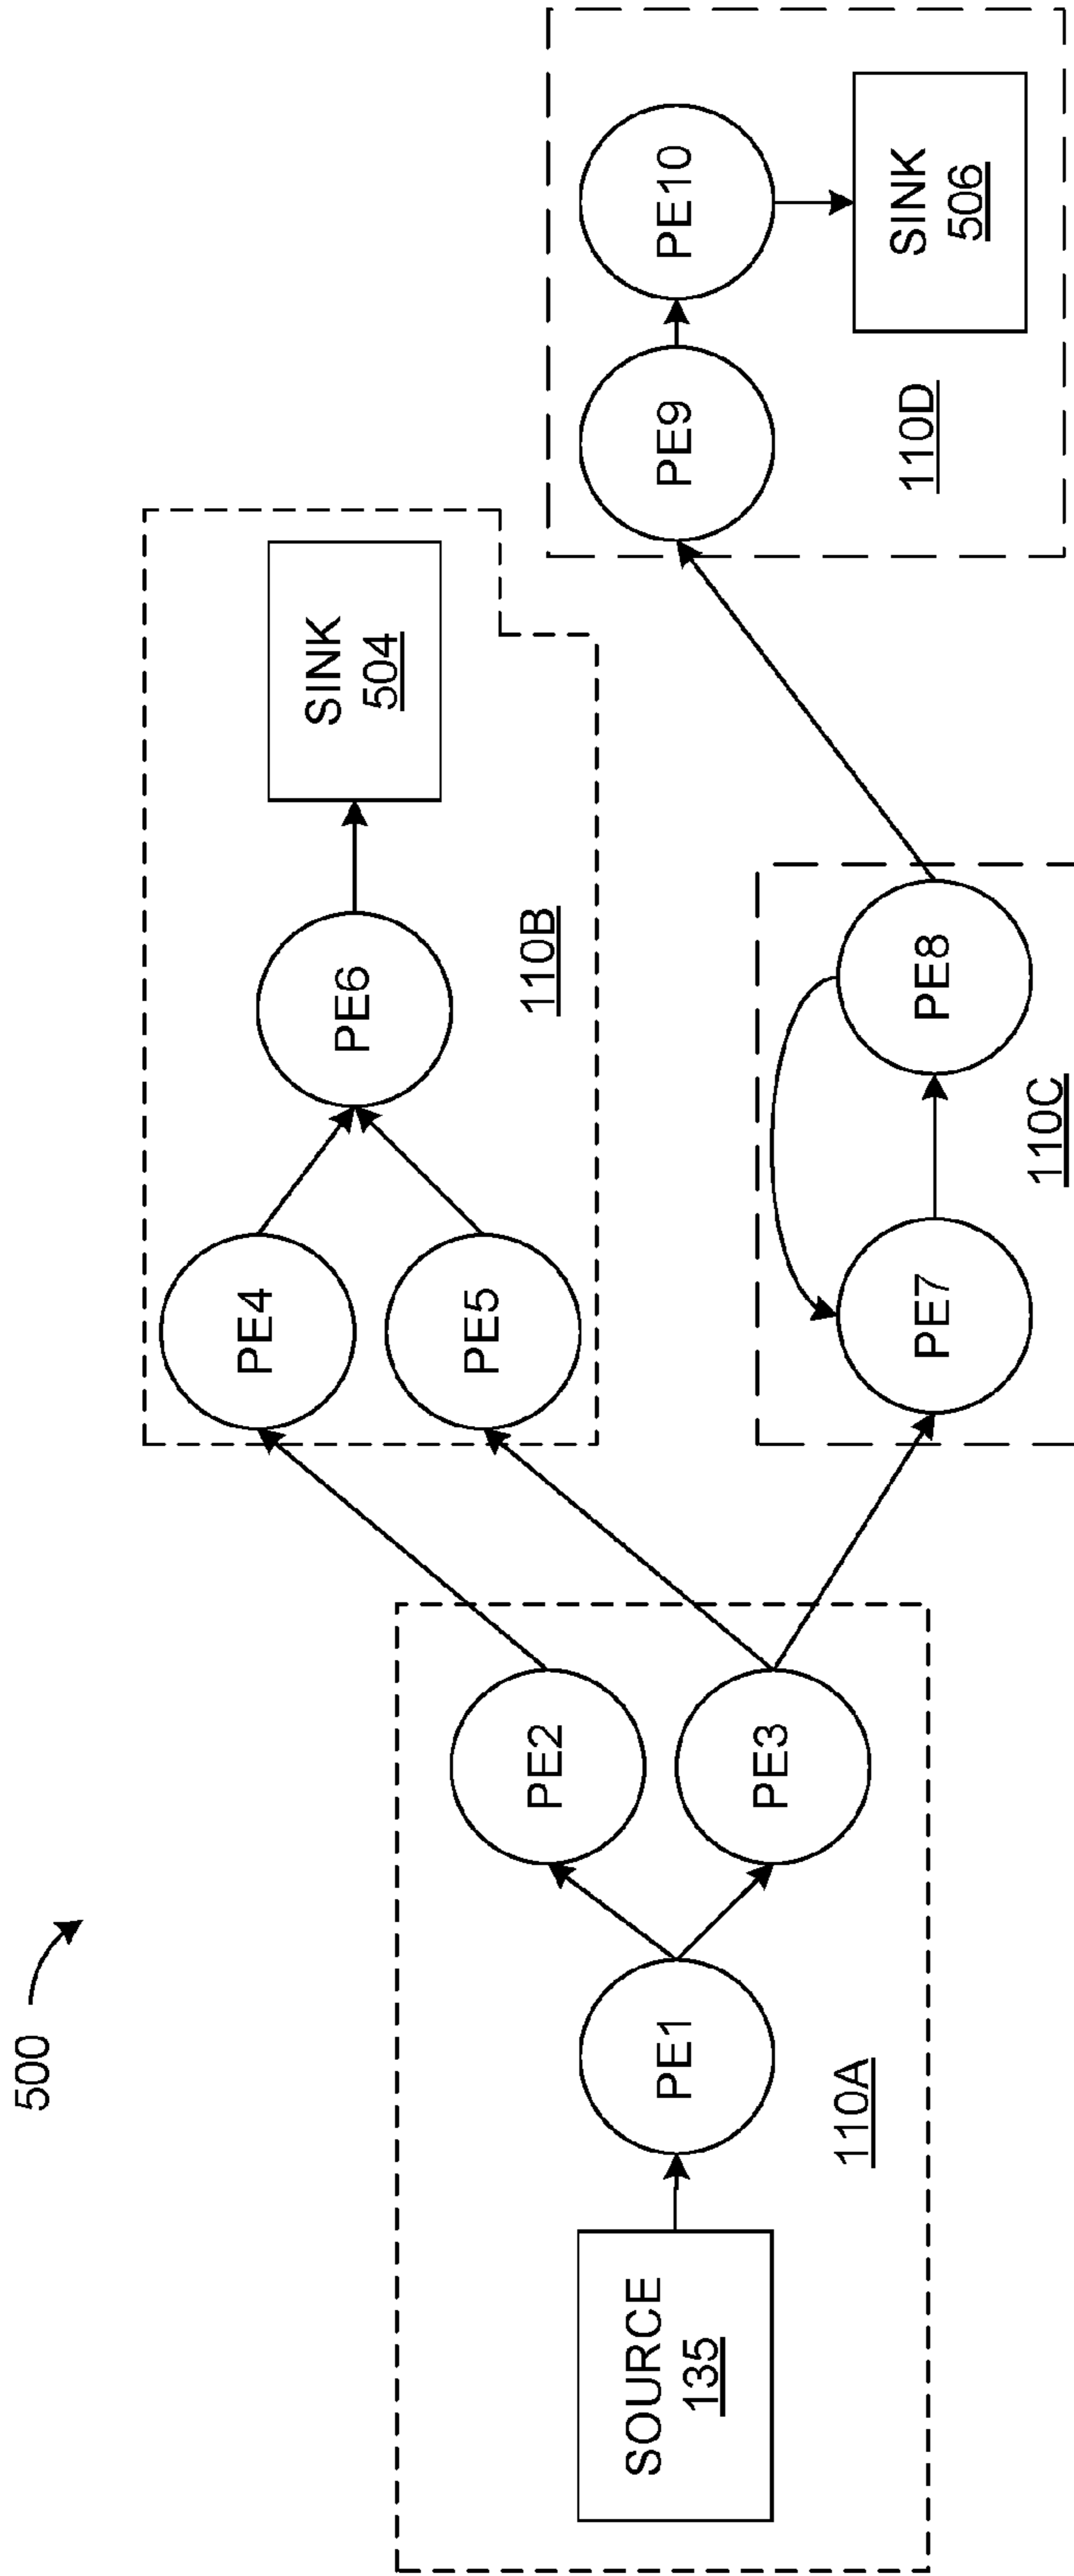 500
SOURCE
135
PE1
PE2
PE3
110A
PE4
PE5
PE6
SINK
504
110B
PE7
PE8
110C
PE9
PE10
SINK
506
110D